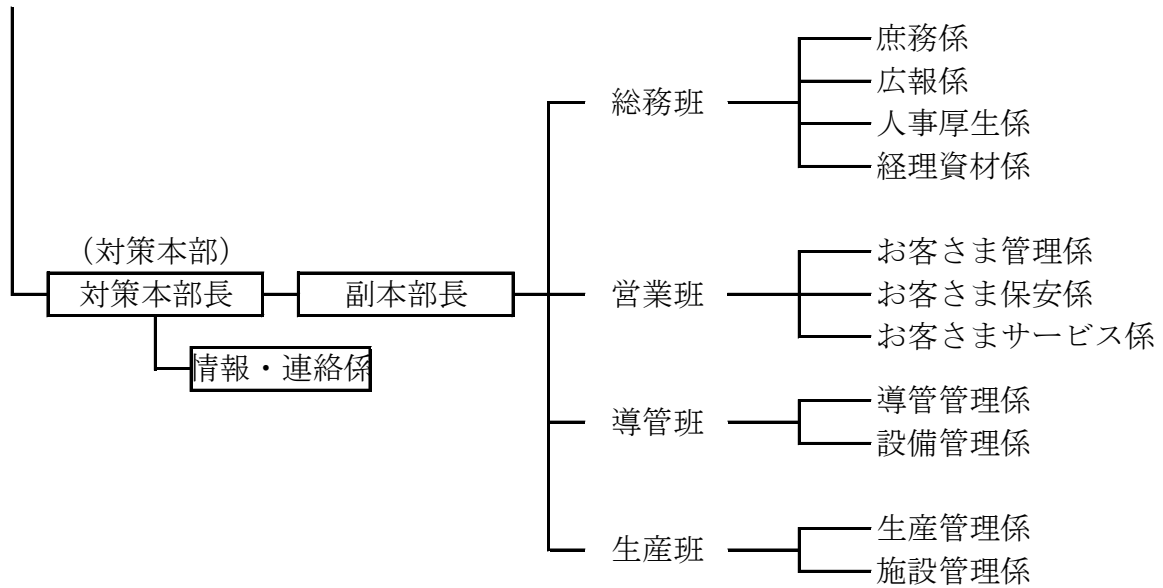 庶務係
広報係
総務班
人事厚生係
経理資材係
（対策本部）
対策本部長
副本部長
情報・連絡係
お客さま管理係
営業班
お客さま保安係
お客さまサービス係
導管管理係
導管班
設備管理係
生産管理係
生産班
施設管理係